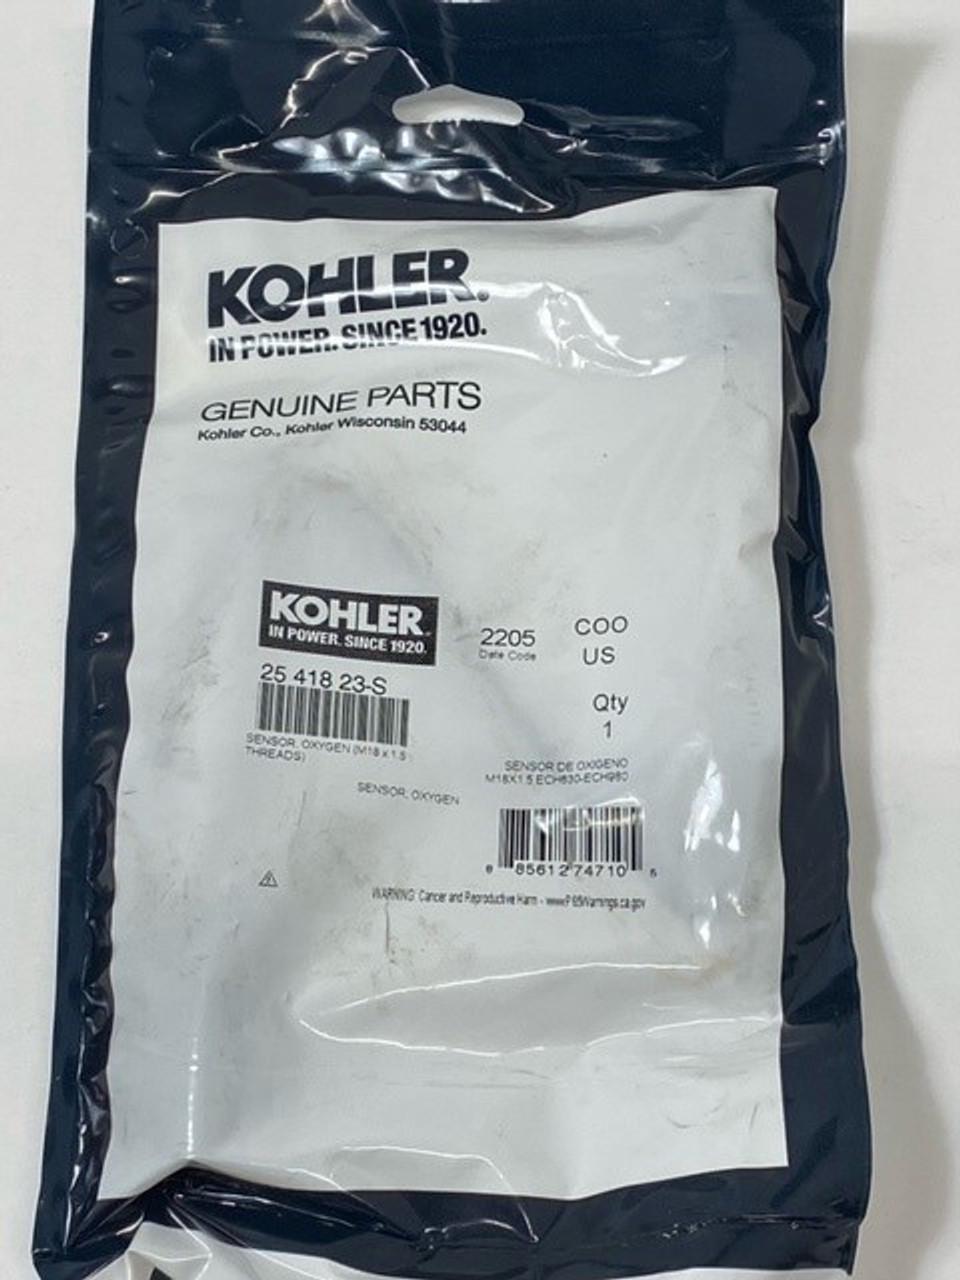 KOHLER.
IN POWER. SINCE 1920.
GENUINE PARTS
Kohler Co., Kohler Wisconsin 53044
KOHLER
IN POWER. SINCE 1920.
2205
Date Code
COO
US
25 418 23-S
Qty
1
SENSOR, OXYGEN (M18 x 1.5
THREADS)
SENSOR DE OXIGENO
M18X1.5 ECH630-ECH980
SENSOR, OXYGEN
8 85612 74710 5
WARNING: Cancer and Reproductive Harm - www.P65Warnings.ca.gov